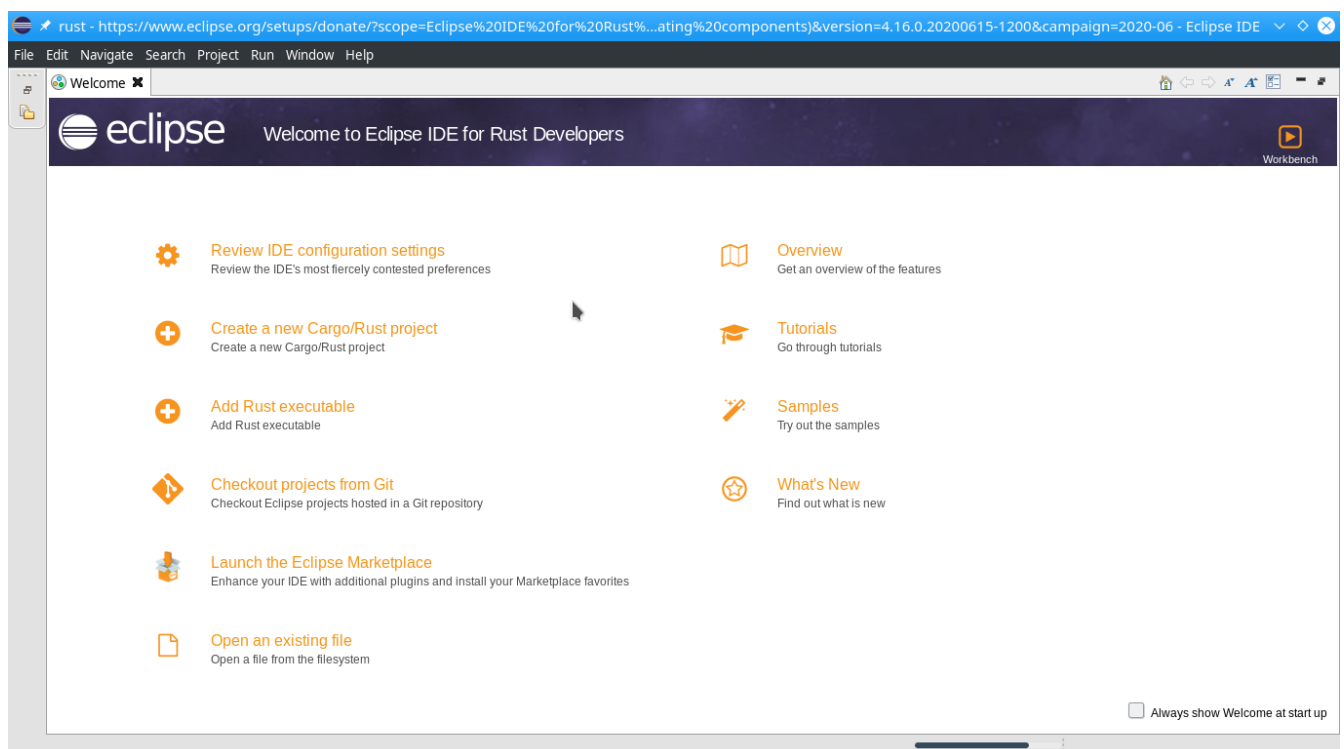 rust - https://www.eclipse.org/setups/donate/?scope=Eclipse%20IDE%20for%20Rust%...ating%20components)&version=4.16.0.20200615-1200&campaign=2020-06 - Eclipse IDE
File Edit Navigate Search Project Run Window Help
Welcome
eclipse Welcome to Eclipse IDE for Rust Developers
Workbench
Review IDE configuration settings
Review the IDE's most fiercely contested preferences
Create a new Cargo/Rust project
Create a new Cargo/Rust project
Add Rust executable
Add Rust executable
Checkout projects from Git
Checkout Eclipse projects hosted in a Git repository
Launch the Eclipse Marketplace
Enhance your IDE with additional plugins and install your Marketplace favorites
Open an existing file
Open a file from the filesystem
Overview
Get an overview of the features
Tutorials
Go through tutorials
Samples
Try out the samples
What's New
Find out what is new
Always show Welcome at start up